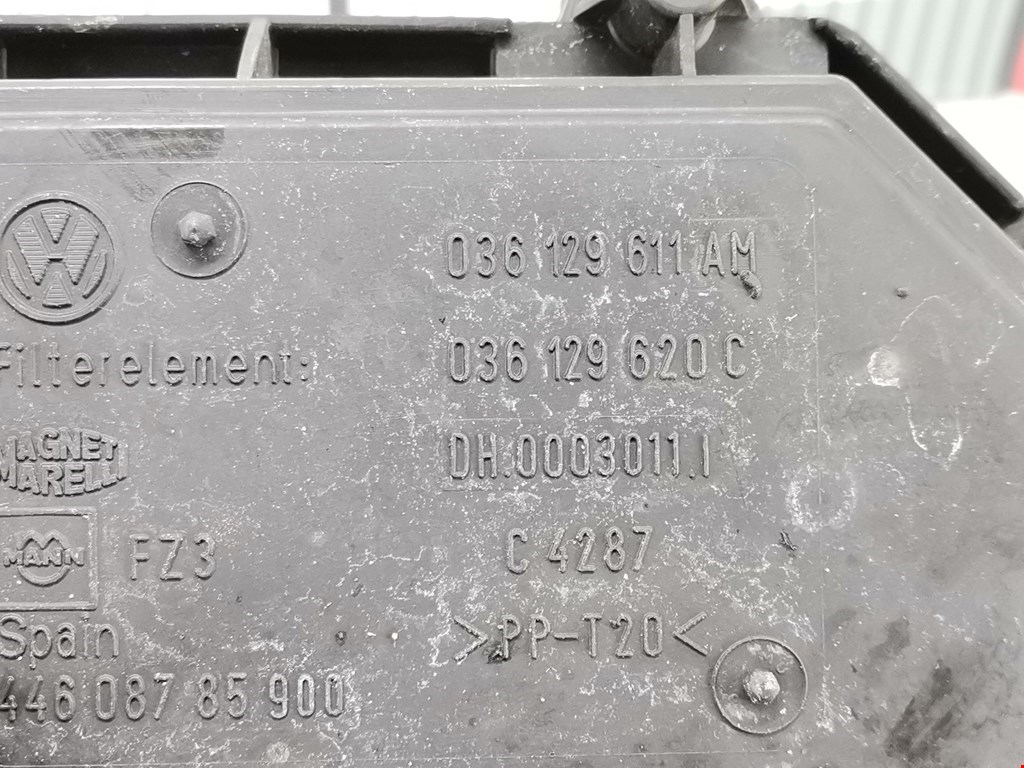 VW
036 129 611 AM
Filterelement: 036 129 620 C
MAGNETI
MARELLI
DH.0003011.I
MANN
FZ3
C 4287
Spain
>PP-T20<
446 087 85 900